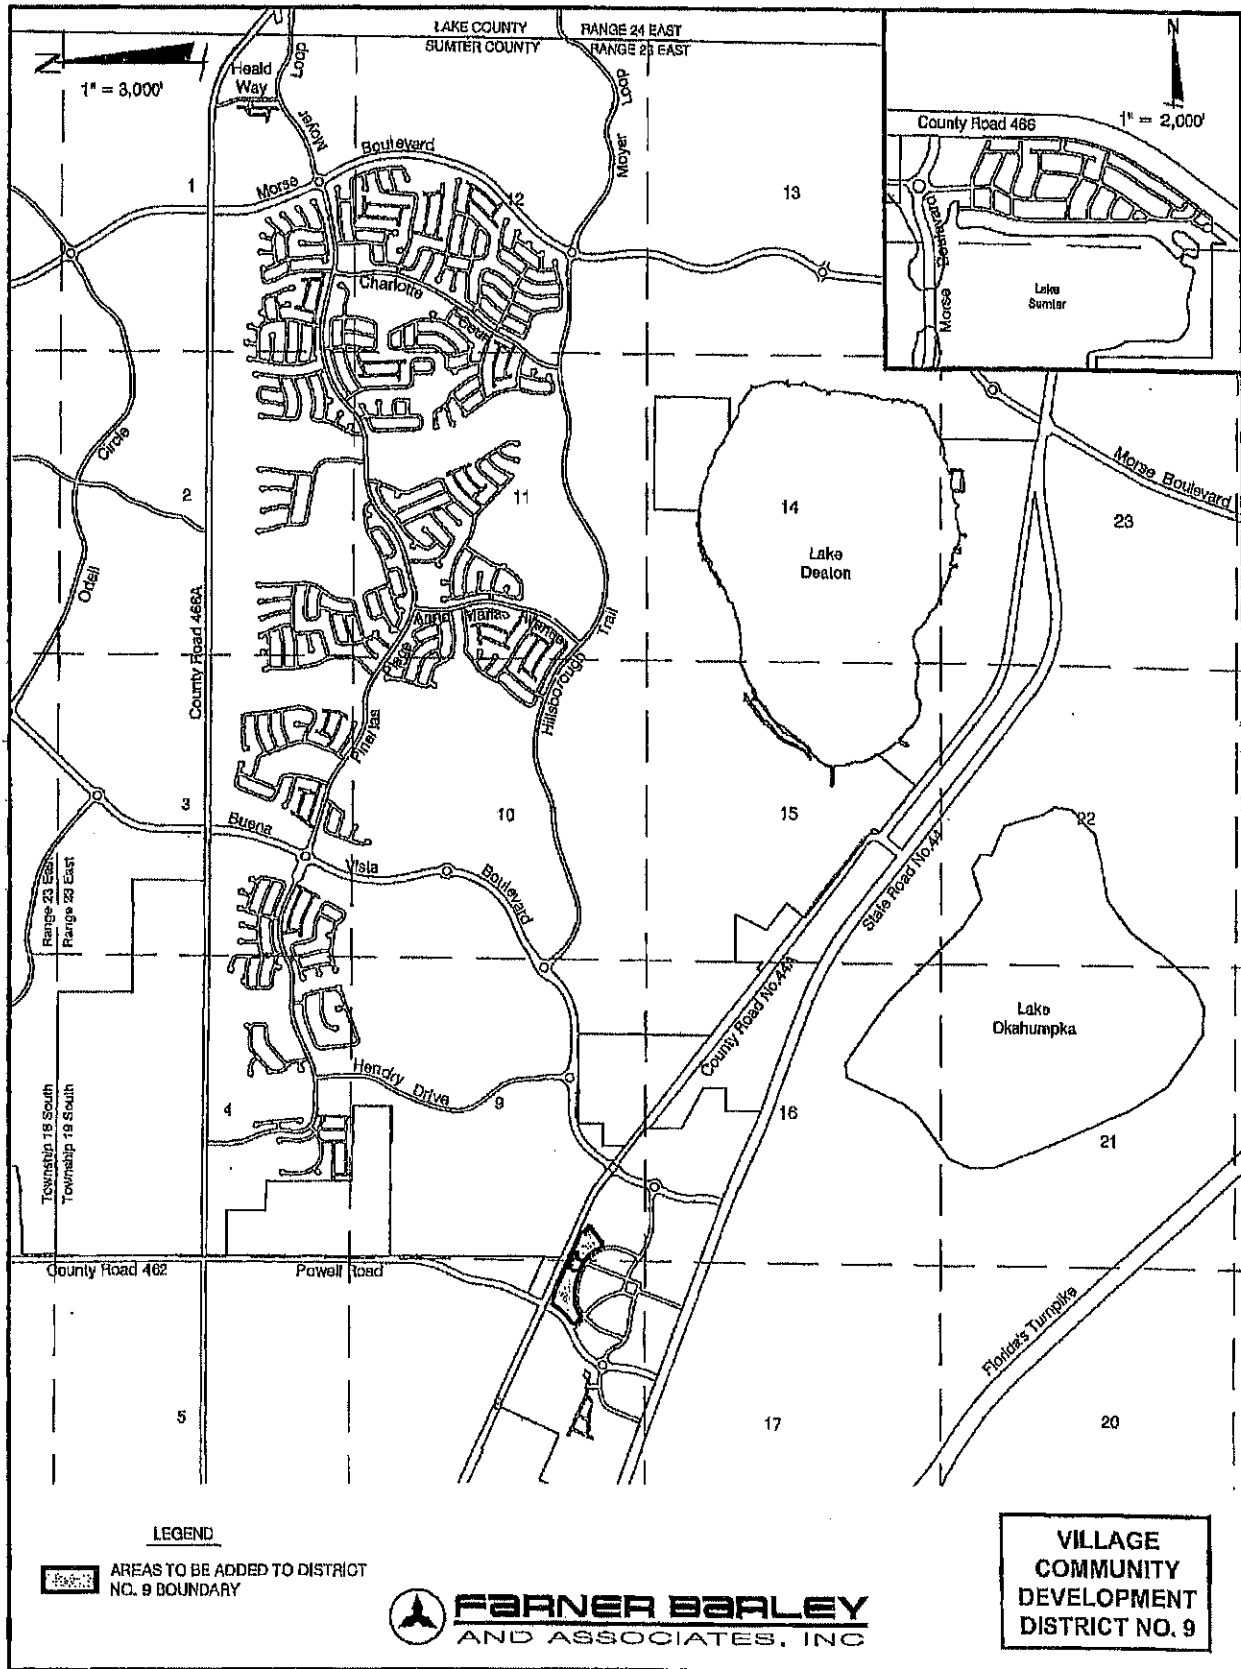 LAKE COUNTY
SUMTER COUNTY
RANGE 24 EAST
RANGE 23 EAST
N
1" = 3,000'
N
1" = 2,000'
County Road 466
Morse Boulevard
Lake
Sumter
Heald
Way
Moyer Loop
Moyer Loop
Morse Boulevard
1
12
13
Charlotte Court
Circle
Odell
2
11
14
Lake
Deaton
Morse Boulevard
23
County Road 466A
Pinellas Place
Hillsborough Trail
3
10
15
22
Buena Vista Boulevard
Range 23 East
Range 23 East
State Road No.44
County Road No.44A
Lake
Okahumpka
Township 18 South
Township 19 South
4
Hendry Drive
9
16
21
County Road 462
Powell Road
Florida's Turnpike
5
17
20
LEGEND
AREAS TO BE ADDED TO DISTRICT
NO. 9 BOUNDARY
FARNER BARLEY
AND ASSOCIATES, INC
VILLAGE
COMMUNITY
DEVELOPMENT
DISTRICT NO. 9